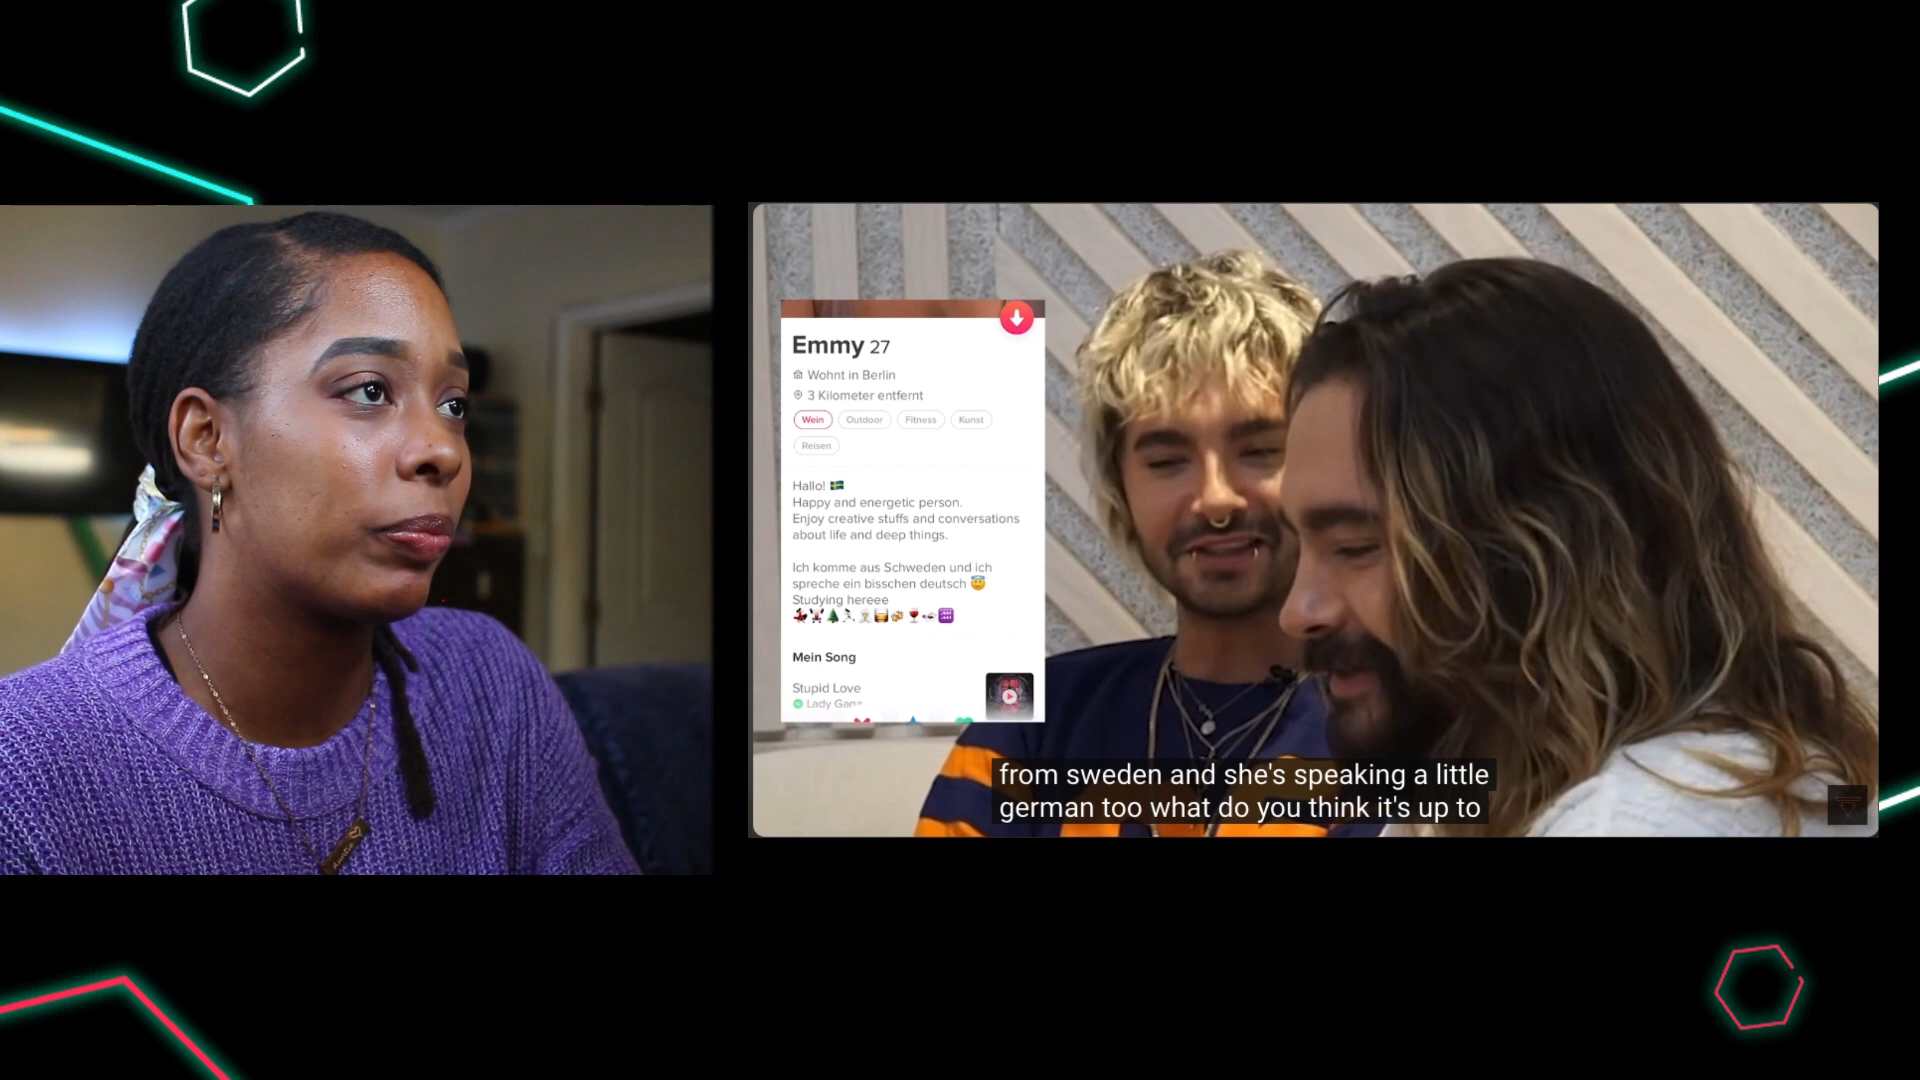 Emmy 27
Wohnt in Berlin
3 Kilometer entfernt
Wein Outdoor Fitness Kunst
Reisen
Hallo! 🇸🇪
Happy and energetic person.
Enjoy creative stuffs and conversations
about life and deep things.
Ich komme aus Schweden und ich
spreche ein bisschen deutsch 😇
Studying hereee
Mein Song
Stupid Love
Lady Gaga
from sweden and she's speaking a little
german too what do you think it's up to
Auntie